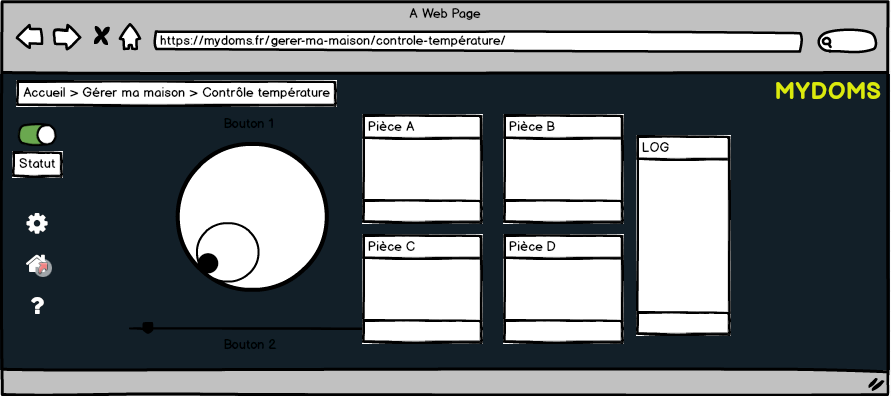 A Web Page
https://mydoms.fr/gerer-ma-maison/controle-température/
Accueil > Gérer ma maison > Contrôle température
MYDOMS
Bouton 1
Statut
Pièce A
Pièce B
LOG
Pièce C
Pièce D
?
Bouton 2